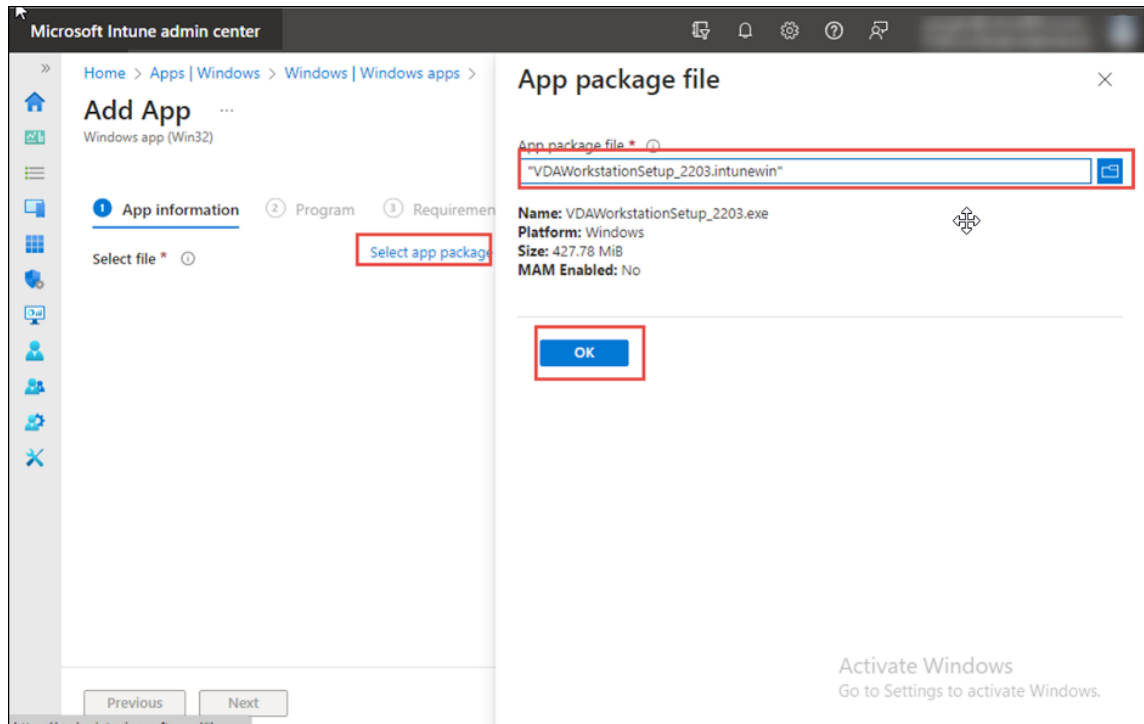 Microsoft Intune admin center
Home > Apps | Windows > Windows | Windows apps >
Add App ...
Windows app (Win32)
1 App information 2 Program 3 Requiremen
Select file * Select app package
App package file
App package file *
"VDAWorkstationSetup_2203.intunewin"
Name: VDAWorkstationSetup_2203.exe
Platform: Windows
Size: 427.78 MiB
MAM Enabled: No
OK
Activate Windows
Go to Settings to activate Windows.
Previous Next